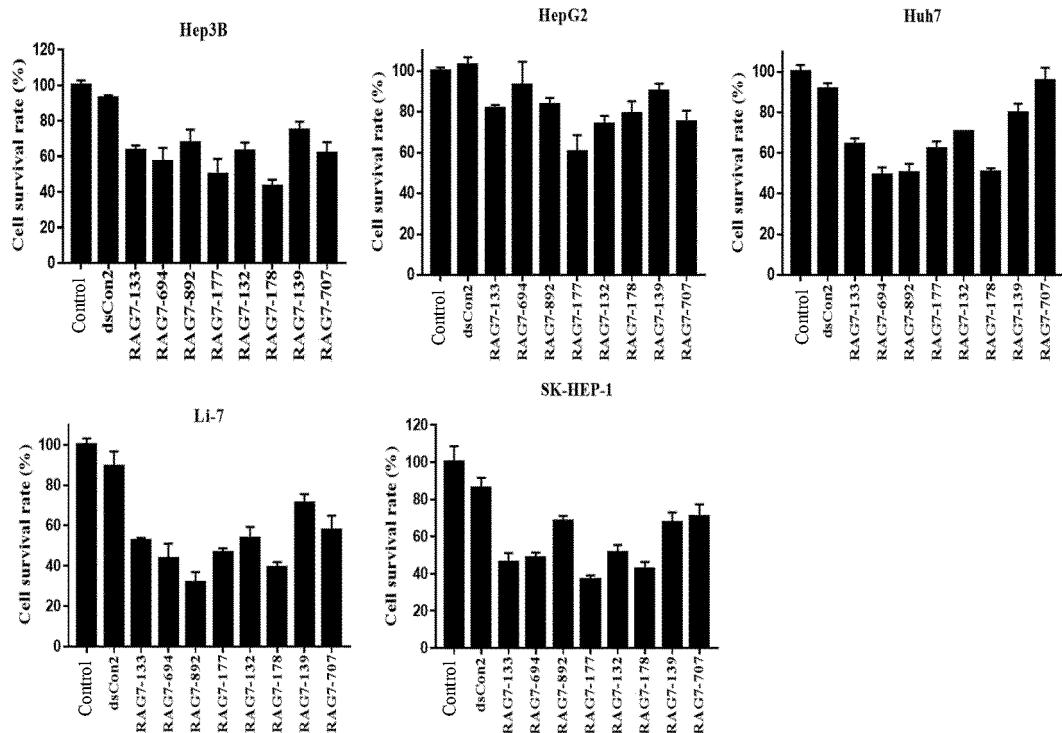 Hep3B
Cell survival rate (%)
120
100
80
60
40
20
0
Control
dsCon2
RAG7-133
RAG7-694
RAG7-892
RAG7-177
RAG7-132
RAG7-178
RAG7-139
RAG7-707
HepG2
Cell survival rate (%)
100
80
60
80
20
0
Control
dsCon2
RAG7-133
RAG7-694
RAG7-892
RAG7-177
RAG7-132
RAG7-178
RAG7-139
RAG7-707
Huh7
Cell survival rate (%)
100
80
60
80
20
0
Control
dsCon2
RAG7-133
RAG7-694
RAG7-892
RAG7-177
RAG7-132
RAG7-178
RAG7-139
RAG7-707
Li-7
Cell survival rate (%)
100
80
60
40
20
0
Control
dsCon2
RAG7-133
RAG7-694
RAG7-892
RAG7-177
RAG7-132
RAG7-178
RAG7-139
RAG7-707
SK-HEP-1
Cell survival rate (%)
120
100
80
60
40
20
0
Control
dsCon2
RAG7-133
RAG7-694
RAG7-892
RAG7-177
RAG7-132
RAG7-178
RAG7-139
RAG7-707